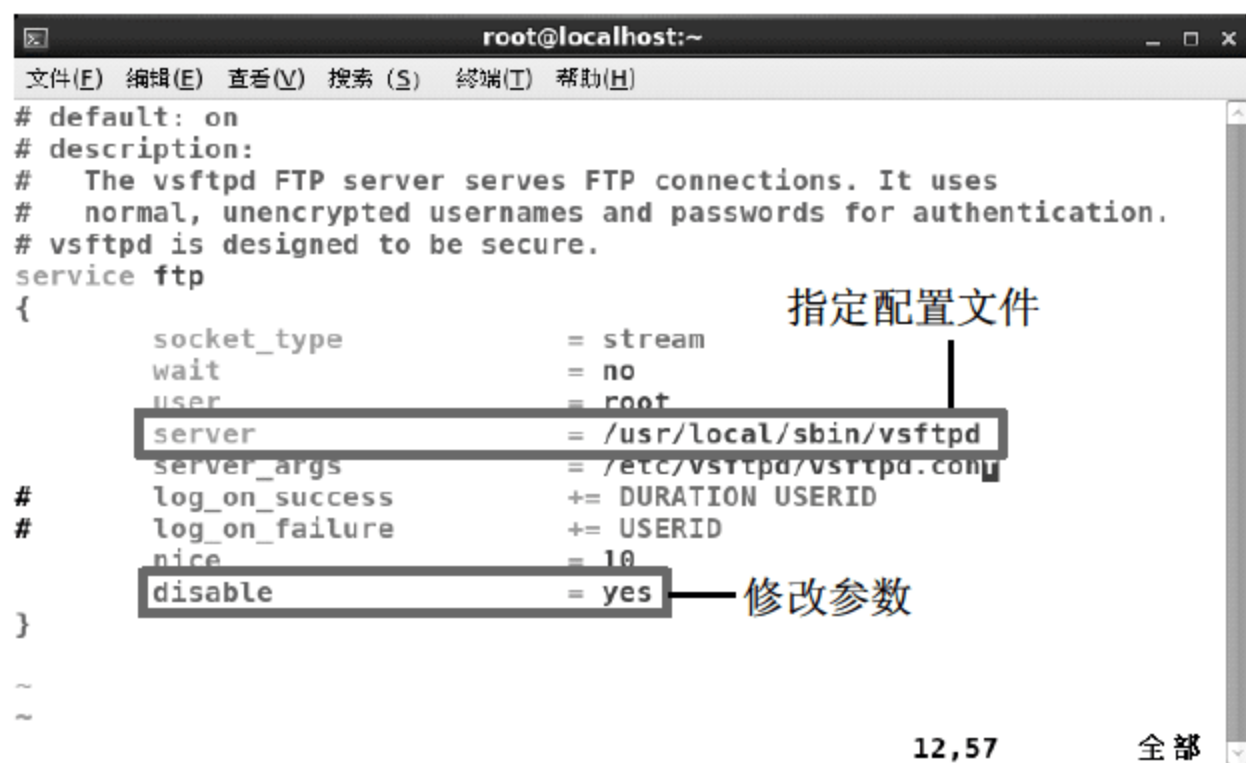 root@localhost:~
文件(F) 编辑(E) 查看(V) 搜索 (S) 终端(T) 帮助(H)
# default: on
# description:
#   The vsftpd FTP server serves FTP connections. It uses
#   normal, unencrypted usernames and passwords for authentication.
# vsftpd is designed to be secure.
service ftp
{
指定配置文件
socket_type = stream
wait = no
user = root
server = /usr/local/sbin/vsftpd
server_args = /etc/vsftpd/vsftpd.conf
# log_on_success += DURATION USERID
# log_on_failure += USERID
nice = 10
disable = yes
修改参数
}
~
~
12,57 全部